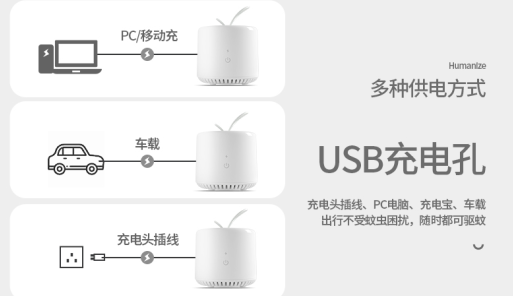 PC/移动充
车载
充电头插线
Humanize
多种供电方式
USB充电孔
充电头插线、PC电脑、充电宝、车载
出行不受蚊虫困扰，随时都可驱蚊